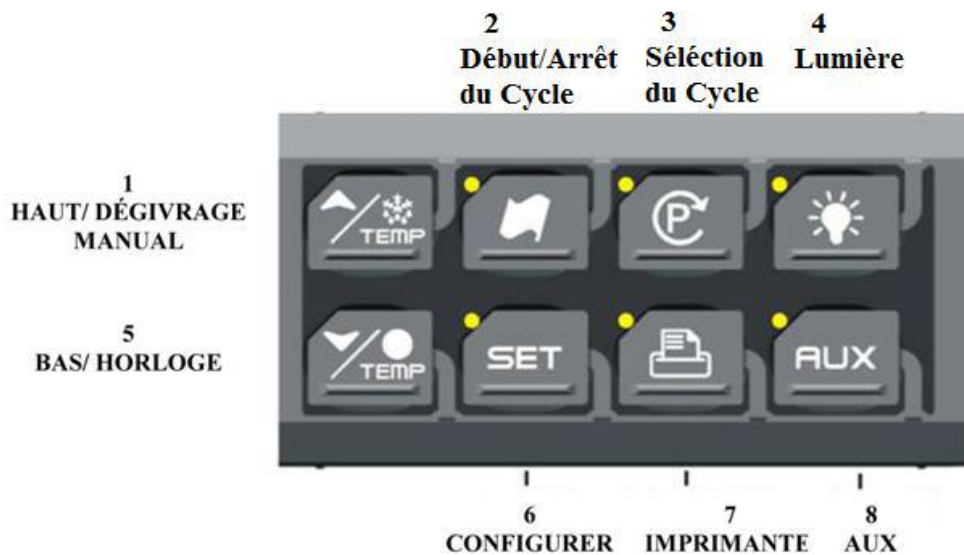 2
Début/Arrêt
du Cycle
3
Séléction
du Cycle
4
Lumière
1
HAUT/ DÉGIVRAGE
MANUAL
TEMP
P
5
BAS/ HORLOGE
TEMP
SET
AUX
6
CONFIGURER
7
IMPRIMANTE
8
AUX